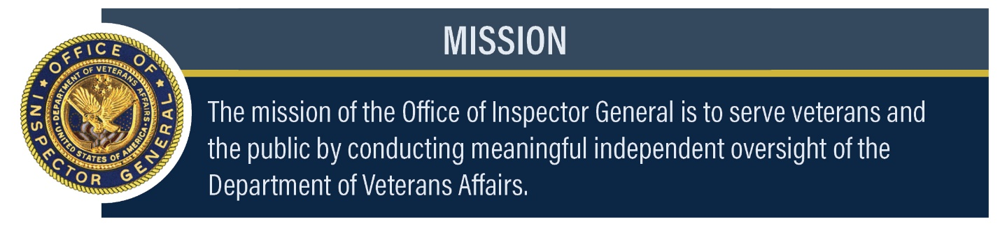 MISSION
OFFICE OF
INSPECTOR GENERAL
DEPARTMENT OF VETERANS AFFAIRS
UNITED STATES OF AMERICA
The mission of the Office of Inspector General is to serve veterans and
the public by conducting meaningful independent oversight of the
Department of Veterans Affairs.